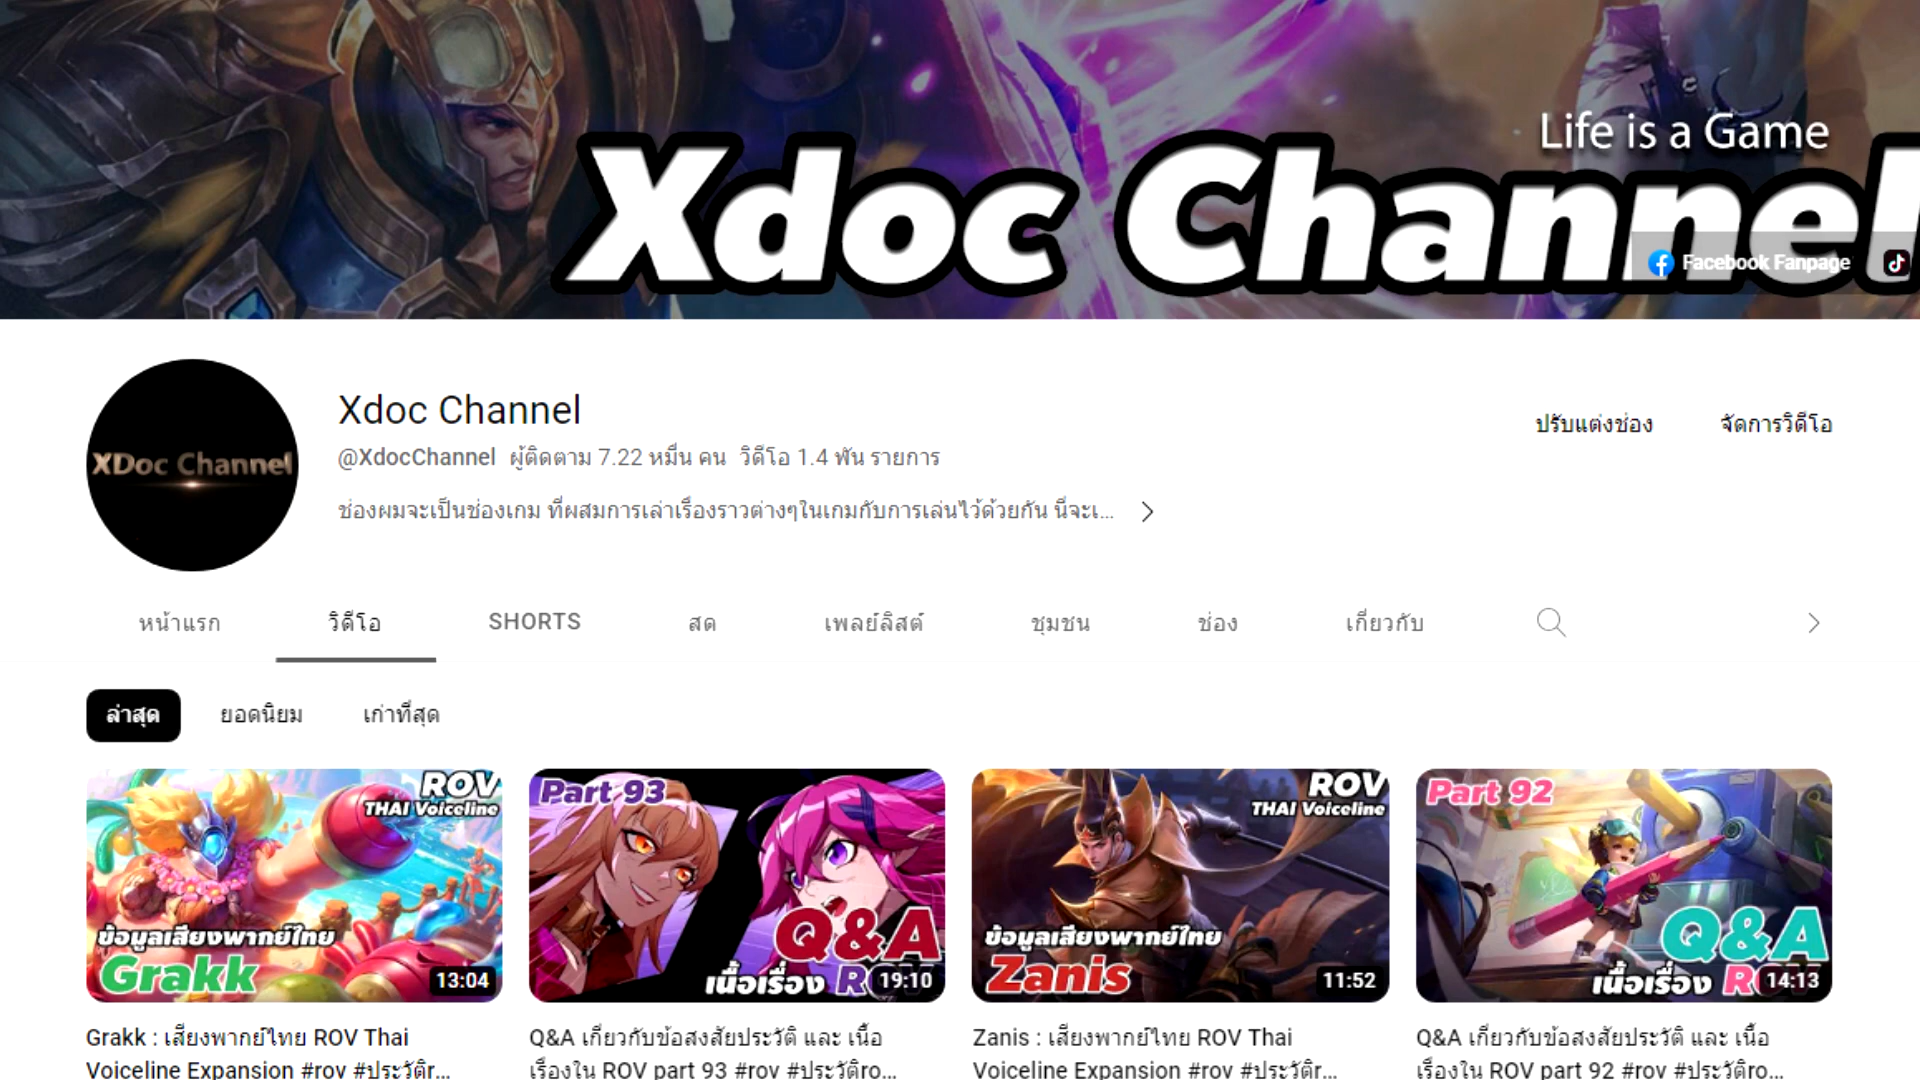 Life is a Game
Xdoc Channel
Facebook Fanpage
XDoc Channel
Xdoc Channel
@XdocChannel ผู้ติดตาม 7.22 หมื่น คน วิดีโอ 1.4 พัน รายการ
ช่องผมจะเป็นช่องเกม ที่ผสมการเล่าเรื่องราวต่างๆในเกมกับการเล่นไว้ด้วยกัน นี่จะเ...
ปรับแต่งช่อง จัดการวิดีโอ
หน้าแรก วิดีโอ SHORTS สด เพลย์ลิสต์ ชุมชน ช่อง เกี่ยวกับ
ล่าสุด ยอดนิยม เก่าที่สุด
ROV
THAI Voiceline
ข้อมูลเสียงพากย์ไทย
Grakk
13:04
Part 93
Q&A
เนื้อเรื่อง R
19:10
ROV
THAI Voiceline
ข้อมูลเสียงพากย์ไทย
Zanis
11:52
Part 92
Q&A
เนื้อเรื่อง R
14:13
Grakk : เสียงพากย์ไทย ROV Thai
Voiceline Expansion #rov #ประวัติr...
Q&A เกี่ยวกับข้อสงสัยประวัติ และ เนื้อ
เรื่องใน ROV part 93 #rov #ประวัติro...
Zanis : เสียงพากย์ไทย ROV Thai
Voiceline Expansion #rov #ประวัติr...
Q&A เกี่ยวกับข้อสงสัยประวัติ และ เนื้อ
เรื่องใน ROV part 92 #rov #ประวัติro...